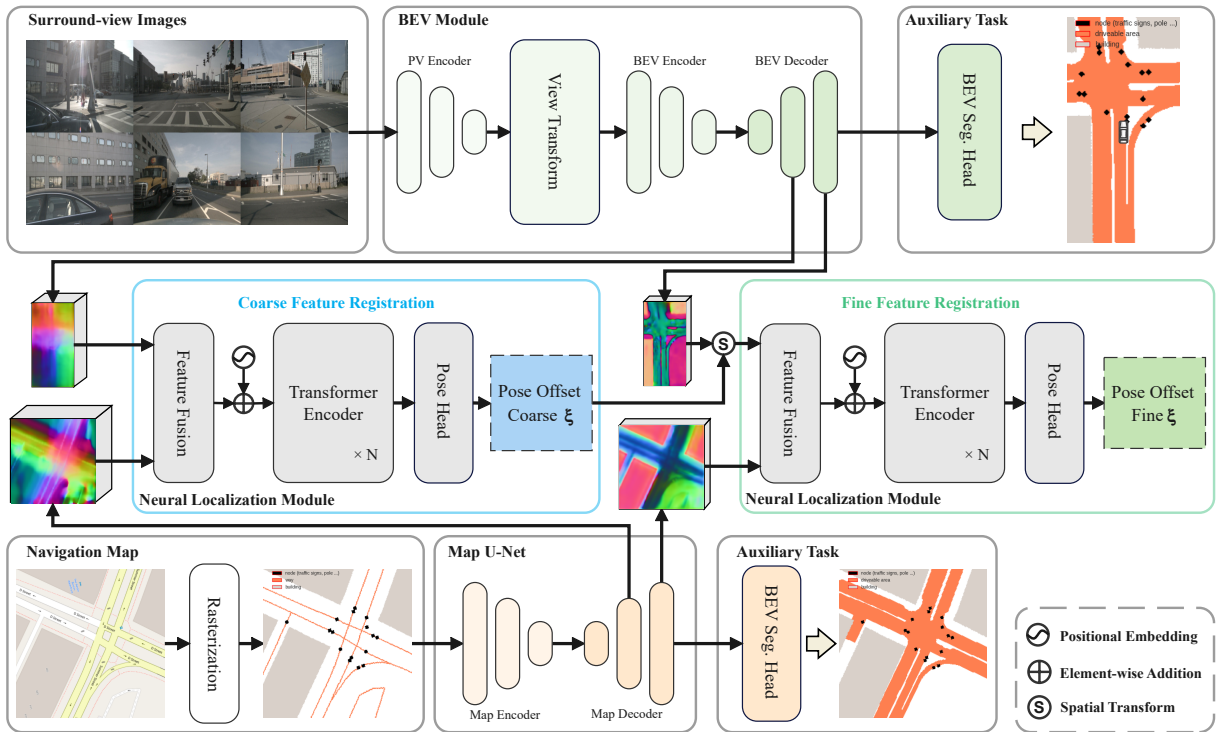 Surround-view Images
BEV Module
Auxiliary Task
PV Encoder
View Transform
BEV Encoder
BEV Decoder
BEV Seg. Head
node (traffic signs, pole ...)
driveable area
building
Coarse Feature Registration
Feature Fusion
Transformer
Encoder
× N
Pose Head
Pose Offset
Coarse ξ
Neural Localization Module
S
Fine Feature Registration
Feature Fusion
Transformer
Encoder
× N
Pose Head
Pose Offset
Fine ξ
Neural Localization Module
Navigation Map
Rasterization
node (traffic signs, pole ...)
way
building
Map U-Net
Map Encoder
Map Decoder
Auxiliary Task
BEV Seg. Head
node (traffic signs, pole ...)
driveable area
building
Positional Embedding
Element-wise Addition
S
Spatial Transform